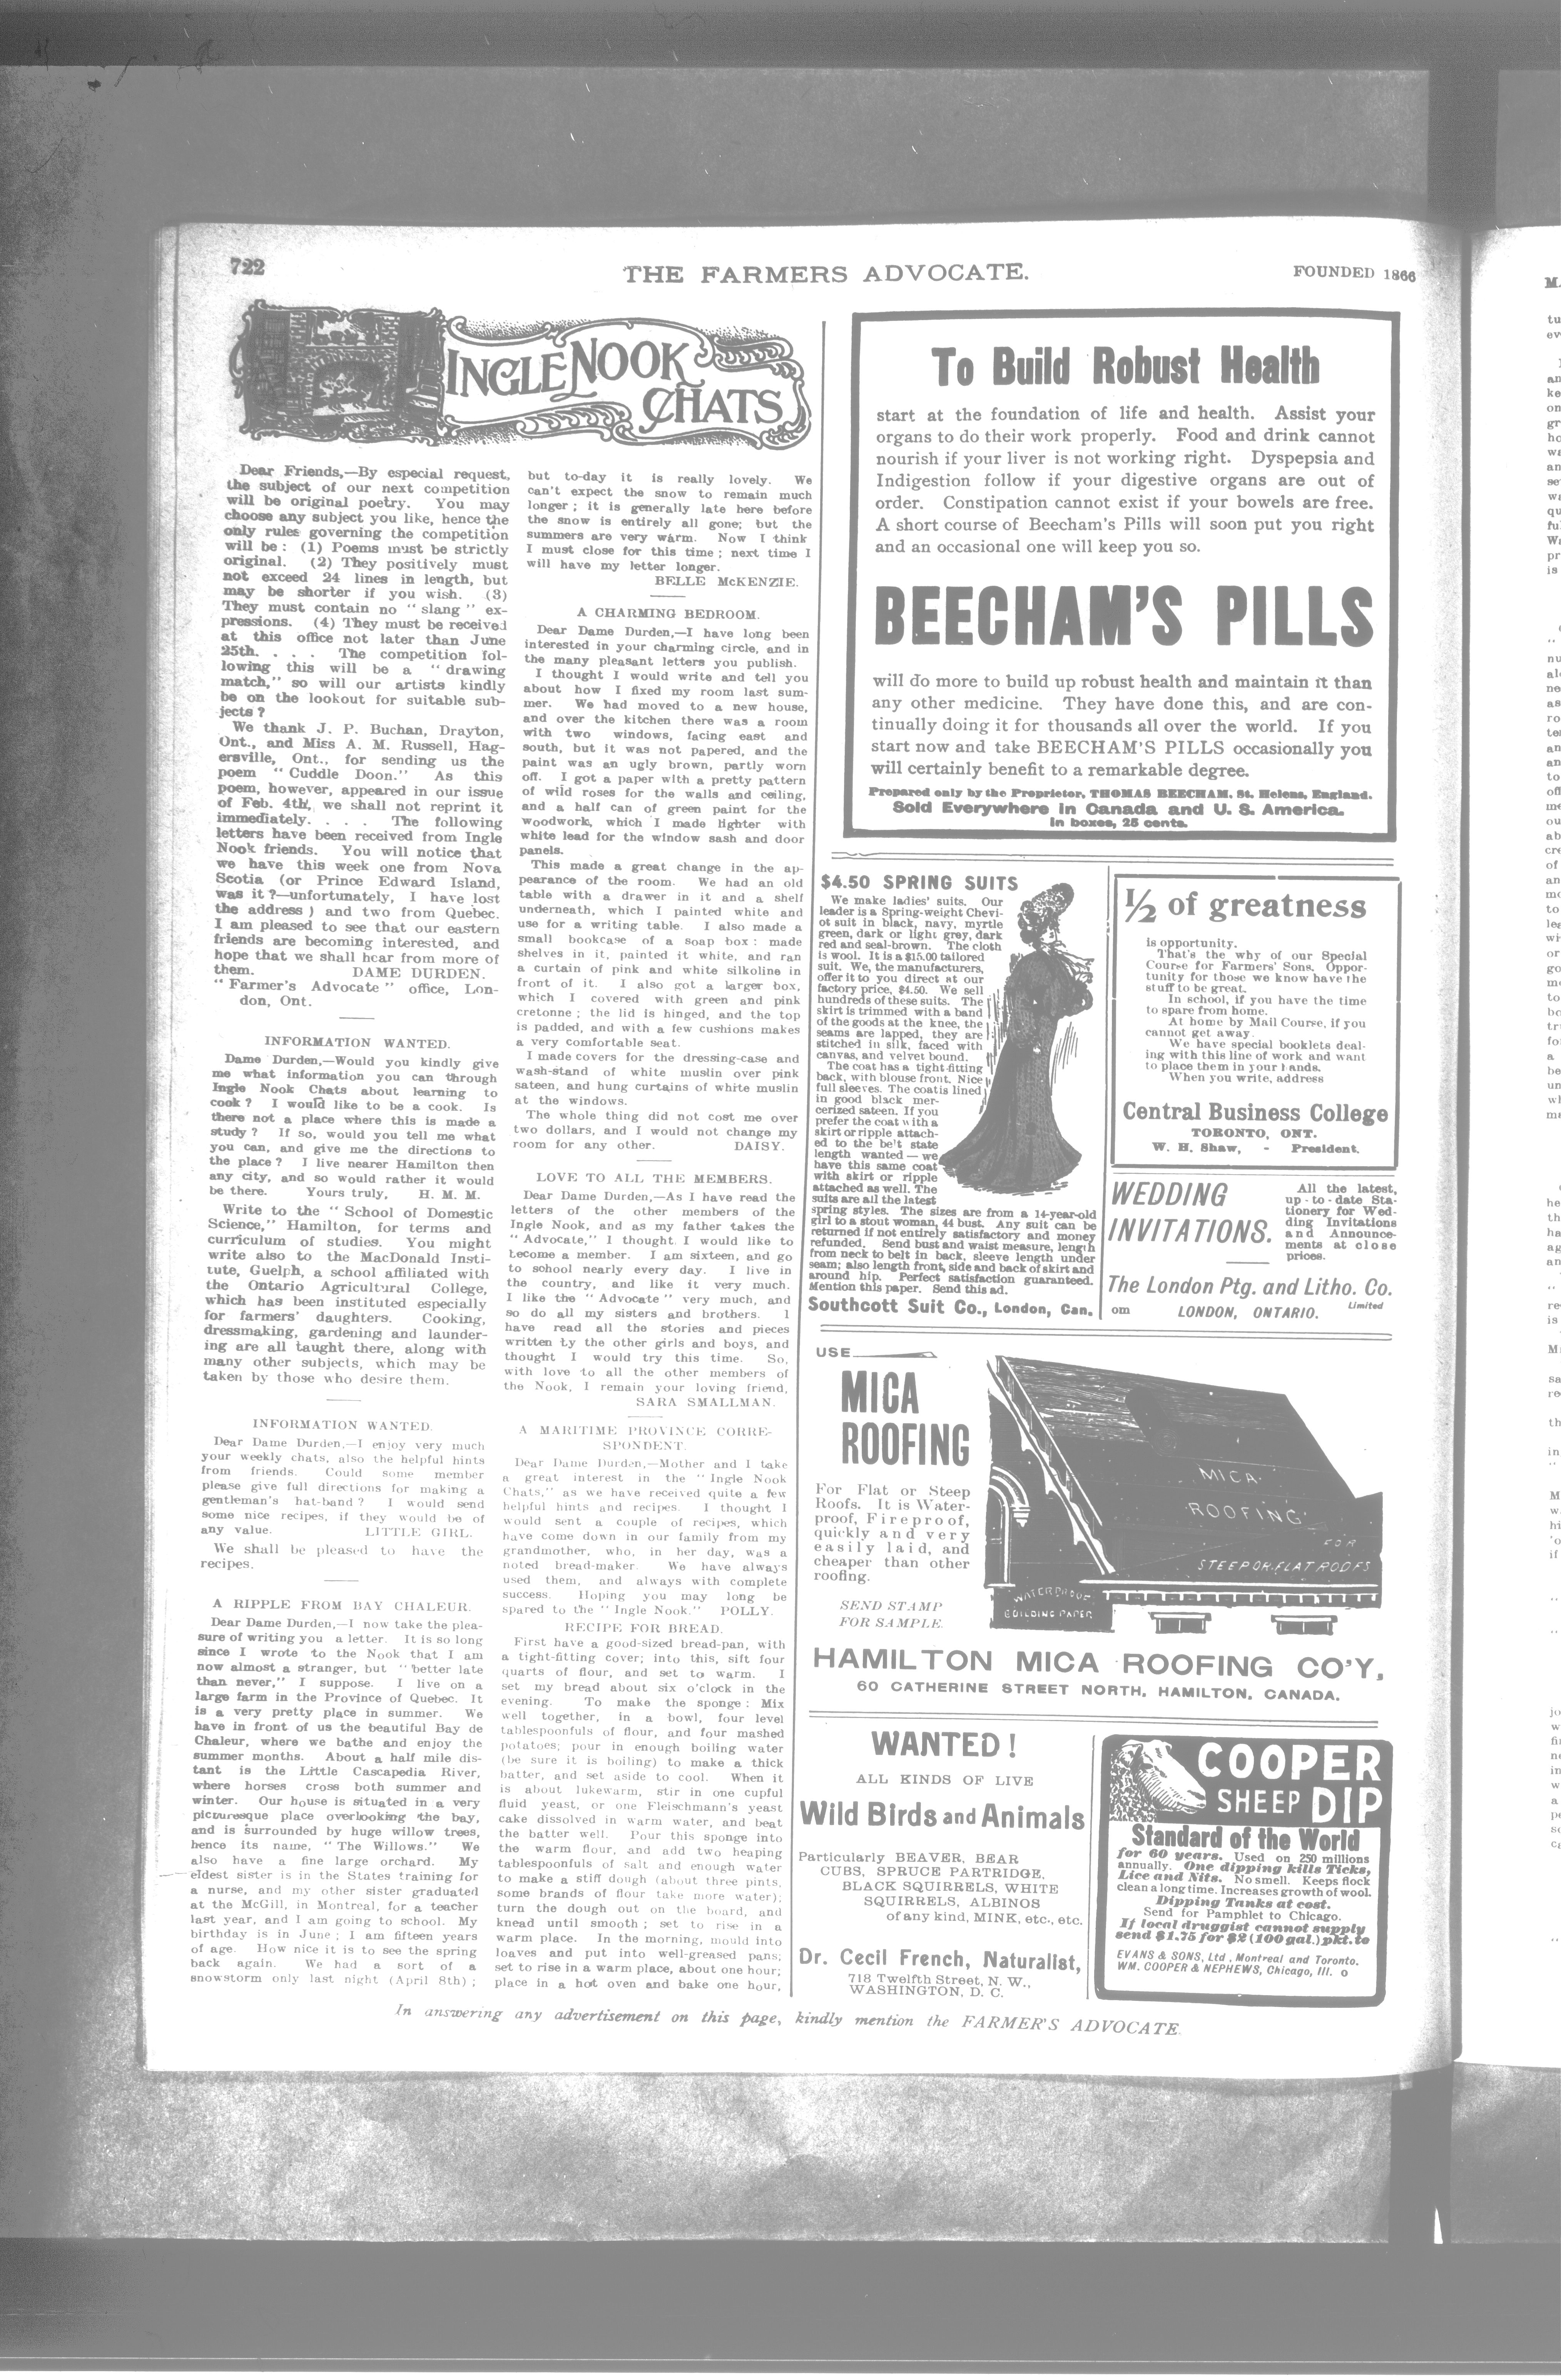 722
THE FARMERS ADVOCATE.
FOUNDED 1866
INGLE NOOK
CHATS
Dear Friends,—By especial request,
the subject of our next competition
will be original poetry. You may
choose any subject you like, hence the
only rules governing the competition
will be: (1) Poems must be strictly
original. (2) They positively must
not exceed 24 lines in length, but
may be shorter if you wish. (3)
They must contain no "slang" ex-
pressions. (4) They must be received
at this office not later than June
25th. . . . The competition fol-
lowing this will be a "drawing
match," so will our artists kindly
be on the lookout for suitable sub-
jects?
We thank J. P. Buchan, Drayton,
Ont., and Miss A. M. Russell, Hag-
ersville, Ont., for sending us the
poem "Cuddle Doon." As this
poem, however, appeared in our issue
of Feb. 4th, we shall not reprint it
immediately. . . . The following
letters have been received from Ingle
Nook friends. You will notice that
we have this week one from Nova
Scotia (or Prince Edward Island,
was it?—unfortunately, I have lost
the address) and two from Quebec.
I am pleased to see that our eastern
friends are becoming interested, and
hope that we shall hear from more of
them. DAME DURDEN.
"Farmer's Advocate" office, Lon-
don, Ont.
INFORMATION WANTED.
Dame Durden,—Would you kindly give
me what information you can through
Ingle Nook Chats about learning to
cook? I would like to be a cook. Is
there not a place where this is made a
study? If so, would you tell me what
you can, and give me the directions to
the place? I live nearer Hamilton then
any city, and so would rather it would
be there. Yours truly, H. M. M.
Write to the "School of Domestic
Science," Hamilton, for terms and
curriculum of studies. You might
write also to the MacDonald Insti-
tute, Guelph, a school affiliated with
the Ontario Agricultural College,
which has been instituted especially
for farmers' daughters. Cooking,
dressmaking, gardening and launder-
ing are all taught there, along with
many other subjects, which may be
taken by those who desire them.
INFORMATION WANTED.
Dear Dame Durden,—I enjoy very much
your weekly chats, also the helpful hints
from friends. Could some member
please give full directions for making a
gentleman's hat-band? I would send
some nice recipes, if they would be of
any value. LITTLE GIRL.
We shall be pleased to have the
recipes.
A RIPPLE FROM BAY CHALEUR.
Dear Dame Durden,—I now take the plea-
sure of writing you a letter. It is so long
since I wrote to the Nook that I am
now almost a stranger, but "better late
than never," I suppose. I live on a
large farm in the Province of Quebec. It
is a very pretty place in summer. We
have in front of us the beautiful Bay de
Chaleur, where we bathe and enjoy the
summer months. About a half mile dis-
tant is the Little Cascapedia River,
where horses cross both summer and
winter. Our house is situated in a very
picturesque place overlooking the bay,
and is surrounded by huge willow trees,
hence its name, "The Willows." We
also have a fine large orchard. My
eldest sister is in the States training for
a nurse, and my other sister graduated
at the McGill, in Montreal, for a teacher
last year, and I am going to school. My
birthday is in June; I am fifteen years
of age. How nice it is to see the spring
back again. We had a sort of a
snowstorm only last night (April 8th);
but to-day it is really lovely. We
can't expect the snow to remain much
longer; it is generally late here before
the snow is entirely all gone; but the
summers are very warm. Now I think
I must close for this time; next time I
will have my letter longer.
BELLE McKENZIE.
A CHARMING BEDROOM.
Dear Dame Durden,—I have long been
interested in your charming circle, and in
the many pleasant letters you publish.
I thought I would write and tell you
about how I fixed my room last sum-
mer. We had moved to a new house,
and over the kitchen there was a room
with two windows, facing east and
south, but it was not papered, and the
paint was an ugly brown, partly worn
off. I got a paper with a pretty pattern
of wild roses for the walls and ceiling,
and a half can of green paint for the
woodwork, which I made lighter with
white lead for the window sash and door
panels.
This made a great change in the ap-
pearance of the room. We had an old
table with a drawer in it and a shelf
underneath, which I painted white and
use for a writing table. I also made a
small bookcase of a soap box: made
shelves in it, painted it white, and ran
a curtain of pink and white silkoline in
front of it. I also got a larger box,
which I covered with green and pink
cretonne; the lid is hinged, and the top
is padded, and with a few cushions makes
a very comfortable seat.
I made covers for the dressing-case and
wash-stand of white muslin over pink
sateen, and hung curtains of white muslin
at the windows.
The whole thing did not cost me over
two dollars, and I would not change my
room for any other. DAISY.
LOVE TO ALL THE MEMBERS.
Dear Dame Durden,—As I have read the
letters of the other members of the
Ingle Nook, and as my father takes the
"Advocate," I thought I would like to
become a member. I am sixteen, and go
to school nearly every day. I live in
the country, and like it very much.
I like the "Advocate" very much, and
so do all my sisters and brothers. I
have read all the stories and pieces
written by the other girls and boys, and
thought I would try this time. So,
with love to all the other members of
the Nook, I remain your loving friend,
SARA SMALLMAN.
A MARITIME PROVINCE CORRE-
SPONDENT.
Dear Dame Durden,—Mother and I take
a great interest in the "Ingle Nook
Chats," as we have received quite a few
helpful hints and recipes. I thought I
would sent a couple of recipes, which
have come down in our family from my
grandmother, who, in her day, was a
noted bread-maker. We have always
used them, and always with complete
success. Hoping you may long be
spared to the "Ingle Nook." POLLY.
RECIPE FOR BREAD.
First have a good-sized bread-pan, with
a tight-fitting cover; into this, sift four
quarts of flour, and set to warm. I
set my bread about six o'clock in the
evening. To make the sponge: Mix
well together, in a bowl, four level
tablespoonfuls of flour, and four mashed
potatoes; pour in enough boiling water
(be sure it is boiling) to make a thick
batter, and set aside to cool. When it
is about lukewarm, stir in one cupful
fluid yeast, or one Fleischmann's yeast
cake dissolved in warm water, and beat
the batter well. Pour this sponge into
the warm flour, and add two heaping
tablespoonfuls of salt and enough water
to make a stiff dough (about three pints,
some brands of flour take more water);
turn the dough out on the board, and
knead until smooth; set to rise in a
warm place. In the morning, mould into
loaves and put into well-greased pans;
set to rise in a warm place, about one hour;
place in a hot oven and bake one hour,
To Build Robust Health
start at the foundation of life and health. Assist your
organs to do their work properly. Food and drink cannot
nourish if your liver is not working right. Dyspepsia and
Indigestion follow if your digestive organs are out of
order. Constipation cannot exist if your bowels are free.
A short course of Beecham's Pills will soon put you right
and an occasional one will keep you so.
BEECHAM'S PILLS
will do more to build up robust health and maintain it than
any other medicine. They have done this, and are con-
tinually doing it for thousands all over the world. If you
start now and take BEECHAM'S PILLS occasionally you
will certainly benefit to a remarkable degree.
Prepared only by the Proprietor, THOMAS BEECHAM, St. Helens, England.
Sold Everywhere in Canada and U. S. America.
In boxes, 25 cents.
$4.50 SPRING SUITS
We make ladies' suits. Our
leader is a Spring-weight Chevi-
ot suit in black, navy, myrtle
green, dark or light grey, dark
red and seal-brown. The cloth
is wool. It is a $15.00 tailored
suit. We, the manufacturers,
offer it to you direct at our
factory price, $4.50. We sell
hundreds of these suits. The
skirt is trimmed with a band
of the goods at the knee, the
seams are lapped, they are
stitched in silk, faced with
canvas, and velvet bound.
The coat has a tight-fitting
back, with blouse front. Nice
full sleeves. The coat is lined
in good black mer-
cerized sateen. If you
prefer the coat with a
skirt or ripple attach-
ed to the belt state
length wanted — we
have this same coat
with skirt or ripple
attached as well. The
suits are all the latest
spring styles. The sizes are from a 14-year-old
girl to a stout woman, 44 bust. Any suit can be
returned if not entirely satisfactory and money
refunded. Send bust and waist measure, length
from neck to belt in back, sleeve length under
seam; also length front, side and back of skirt and
around hip. Perfect satisfaction guaranteed.
Mention this paper. Send this ad.
Southcott Suit Co., London, Can.
½ of greatness
is opportunity.
That's the why of our Special
Course for Farmers' Sons. Oppor-
tunity for those we know have the
stuff to be great.
In school, if you have the time
to spare from home.
At home by Mail Course, if you
cannot get away.
We have special booklets deal-
ing with this line of work and want
to place them in your hands.
When you write, address
Central Business College
TORONTO, ONT.
W. H. Shaw, - President.
WEDDING
INVITATIONS.
All the latest,
up-to-date Sta-
tionery for Wed-
ding Invitations
and Announce-
ments at close
prices.
The London Ptg. and Litho. Co.
Limited
om LONDON, ONTARIO.
USE
MICA
ROOFING
For Flat or Steep
Roofs. It is Water-
proof, Fireproof,
quickly and very
easily laid, and
cheaper than other
roofing.
SEND STAMP
FOR SAMPLE.
MICA
ROOFING
FOR
STEEP OR FLAT ROOFS
WATERPROOF
BUILDING PAPER
HAMILTON MICA ROOFING CO'Y,
60 CATHERINE STREET NORTH, HAMILTON, CANADA.
WANTED!
ALL KINDS OF LIVE
Wild Birds and Animals
Particularly BEAVER, BEAR
CUBS, SPRUCE PARTRIDGE,
BLACK SQUIRRELS, WHITE
SQUIRRELS, ALBINOS
of any kind, MINK, etc., etc.
Dr. Cecil French, Naturalist,
718 Twelfth Street, N. W.,
WASHINGTON, D. C.
COOPER
SHEEP DIP
Standard of the World
for 60 years. Used on 250 millions
annually. One dipping kills Ticks,
Lice and Nits. No smell. Keeps flock
clean a long time. Increases growth of wool.
Dipping Tanks at cost.
Send for Pamphlet to Chicago.
If local druggist cannot supply
send $1.75 for $2 (100 gal.) pkt. to
EVANS & SONS, Ltd., Montreal and Toronto.
WM. COOPER & NEPHEWS, Chicago, Ill. o
In answering any advertisement on this page, kindly mention the FARMER'S ADVOCATE.